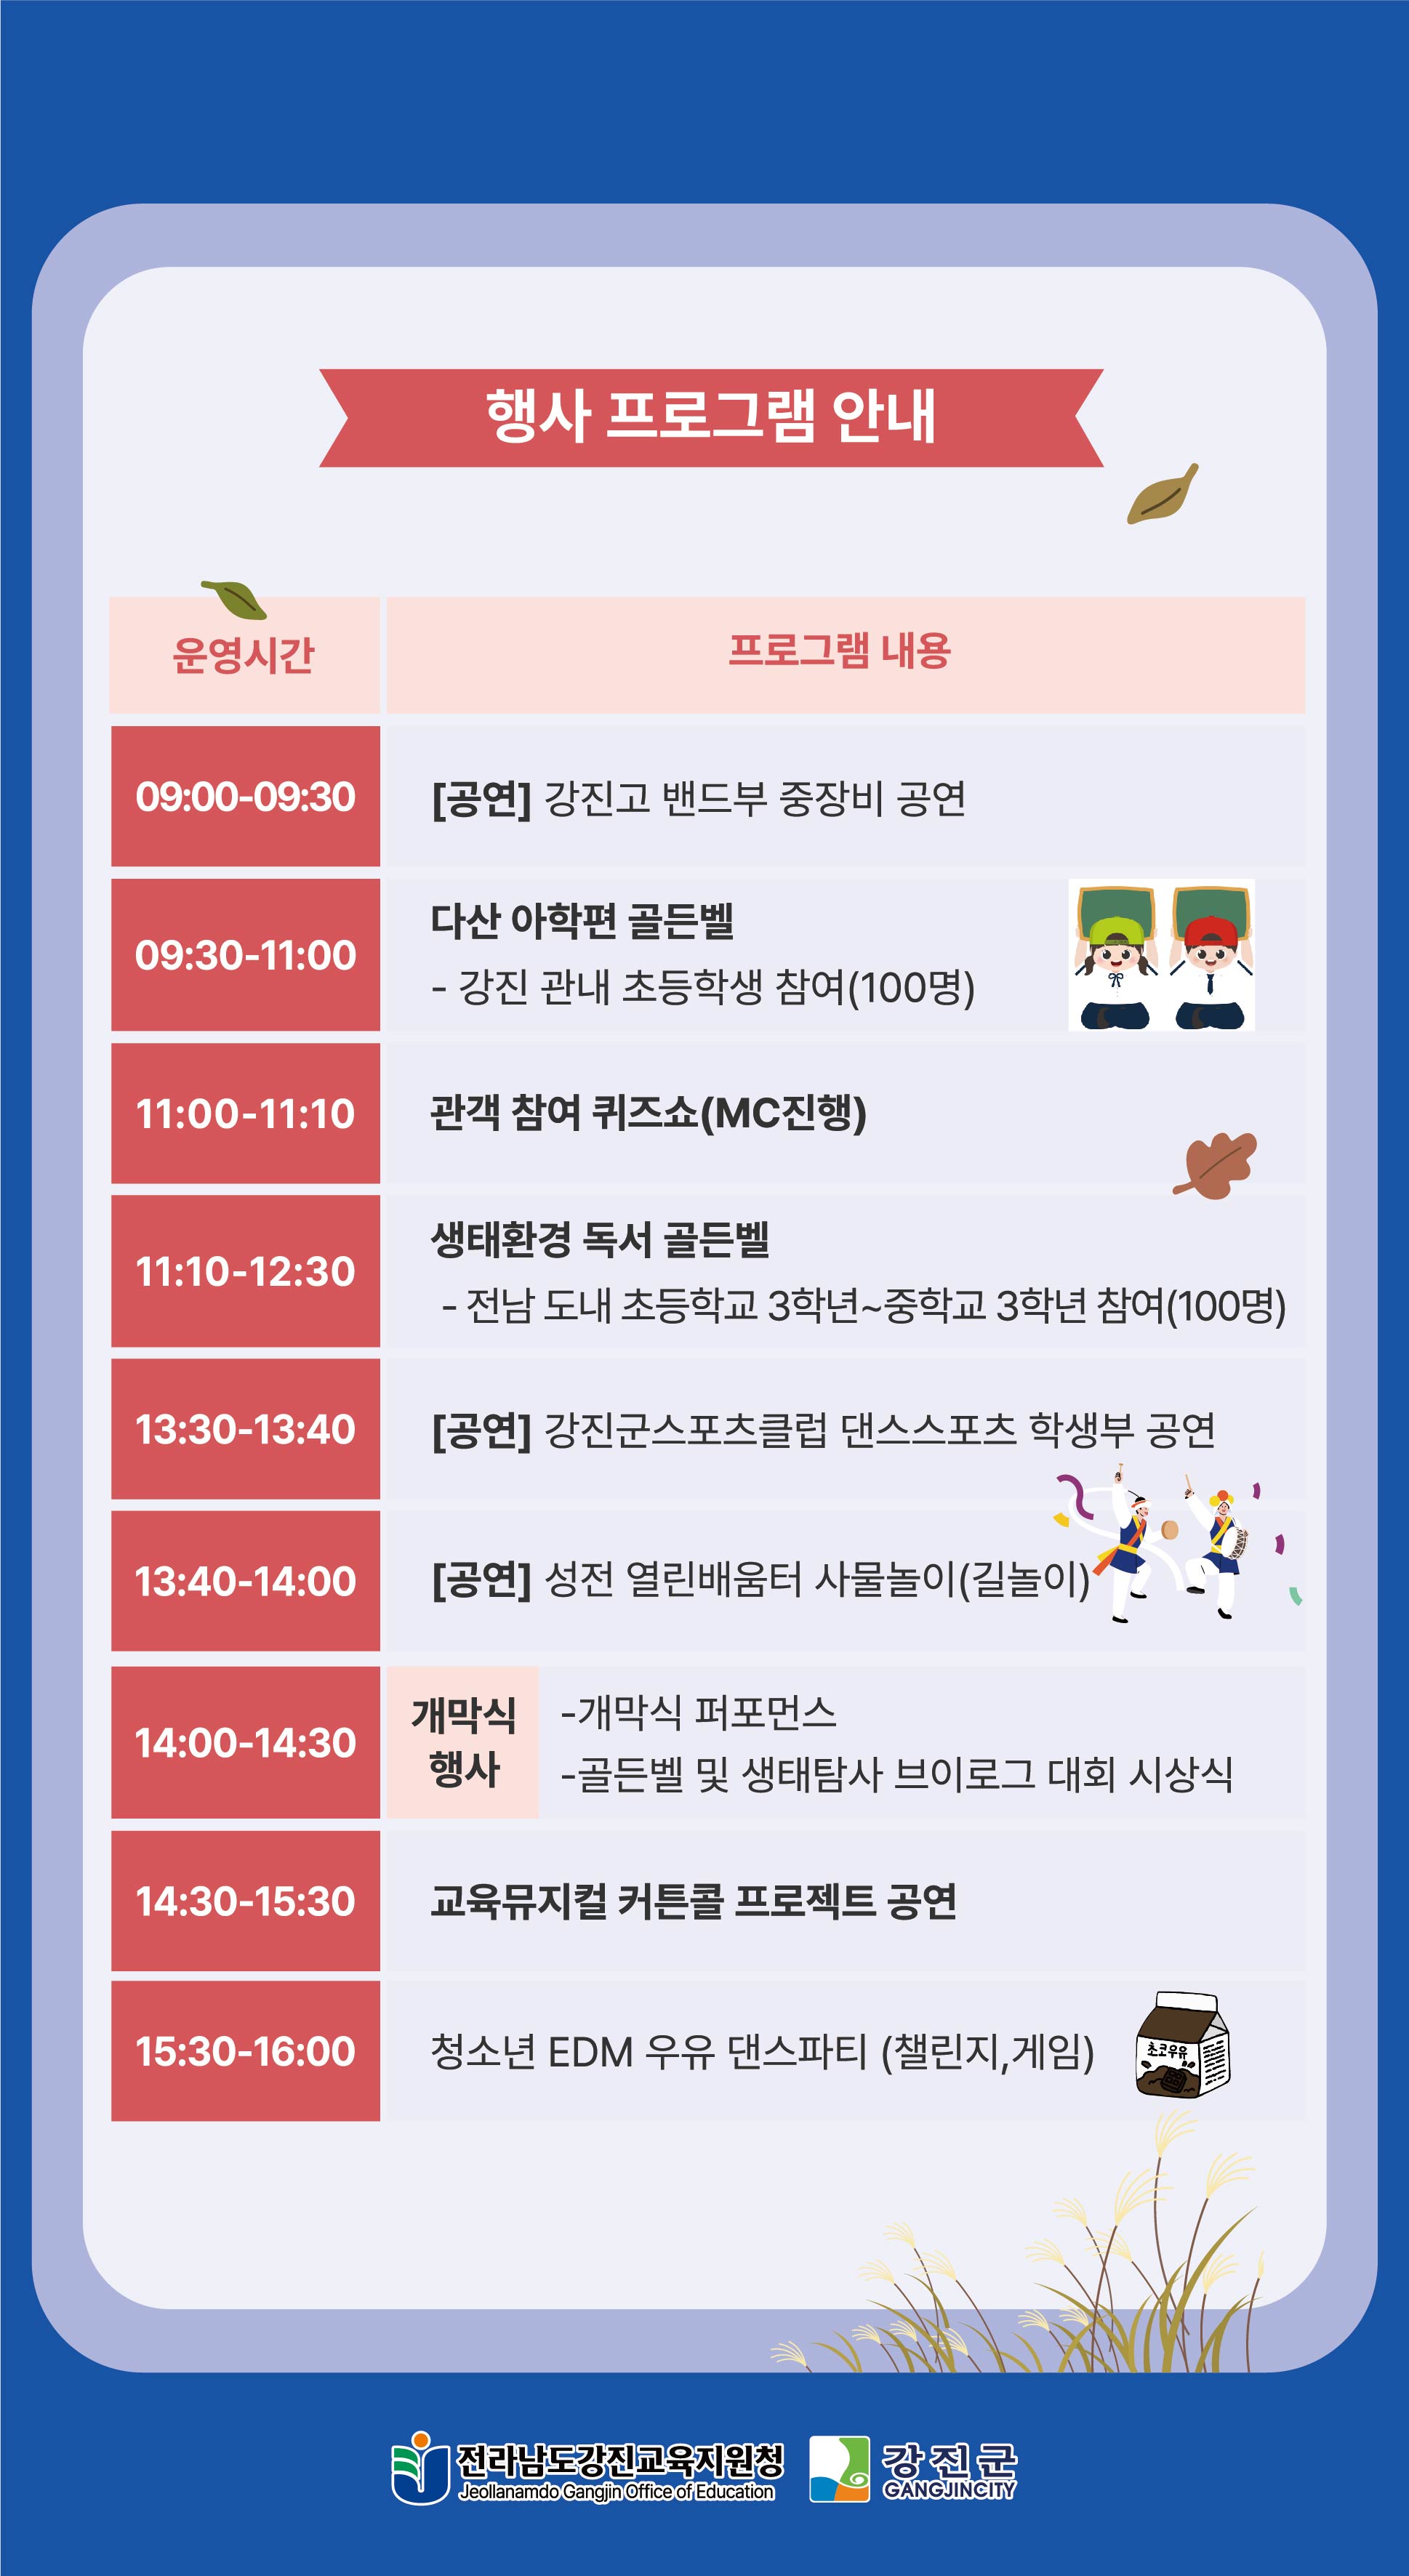 행사 프로그램 안내
운영시간
프로그램 내용
09:00-09:30
[공연] 강진고 밴드부 중장비 공연
09:30-11:00
다산 아학편 골든벨
- 강진 관내 초등학생 참여(100명)
11:00-11:10
관객 참여 퀴즈쇼(MC진행)
11:10-12:30
생태환경 독서 골든벨
- 전남 도내 초등학교 3학년~중학교 3학년 참여(100명)
13:30-13:40
[공연] 강진군스포츠클럽 댄스스포츠 학생부 공연
13:40-14:00
[공연] 성전 열린배움터 사물놀이(길놀이)
14:00-14:30
개막식
행사
-개막식 퍼포먼스
-골든벨 및 생태탐사 브이로그 대회 시상식
14:30-15:30
교육뮤지컬 커튼콜 프로젝트 공연
15:30-16:00
청소년 EDM 우유 댄스파티 (챌린지,게임)
초코우유
전라남도강진교육지원청
Jeollanamdo Gangjin Office of Education
강진군
GANGJINCITY